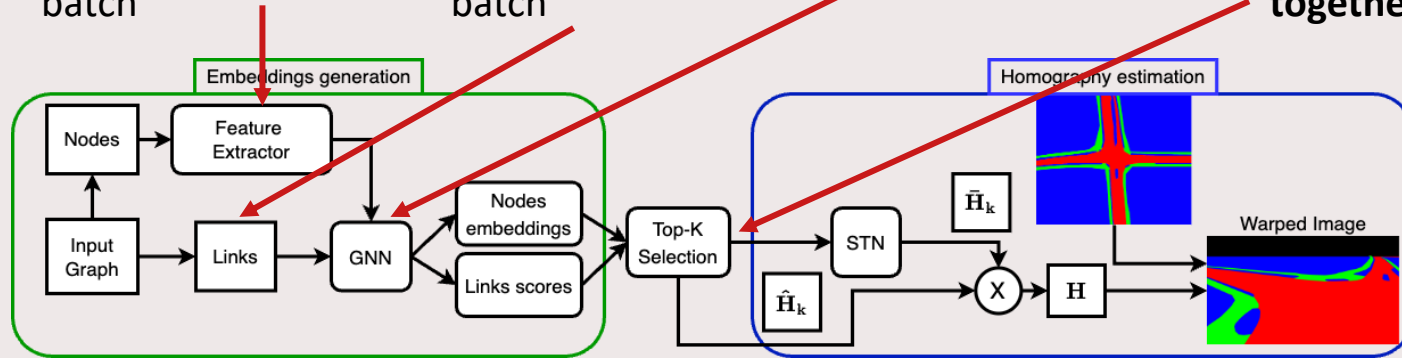 batch
batch
togethe
Embeddings generation
Homography estimation
Nodes
Feature
Extractor
Input
Graph
Links
GNN
Nodes
embeddings
Links scores
Top-K
Selection
STN
H̄ₖ
Ĥₖ
X
H
Warped Image